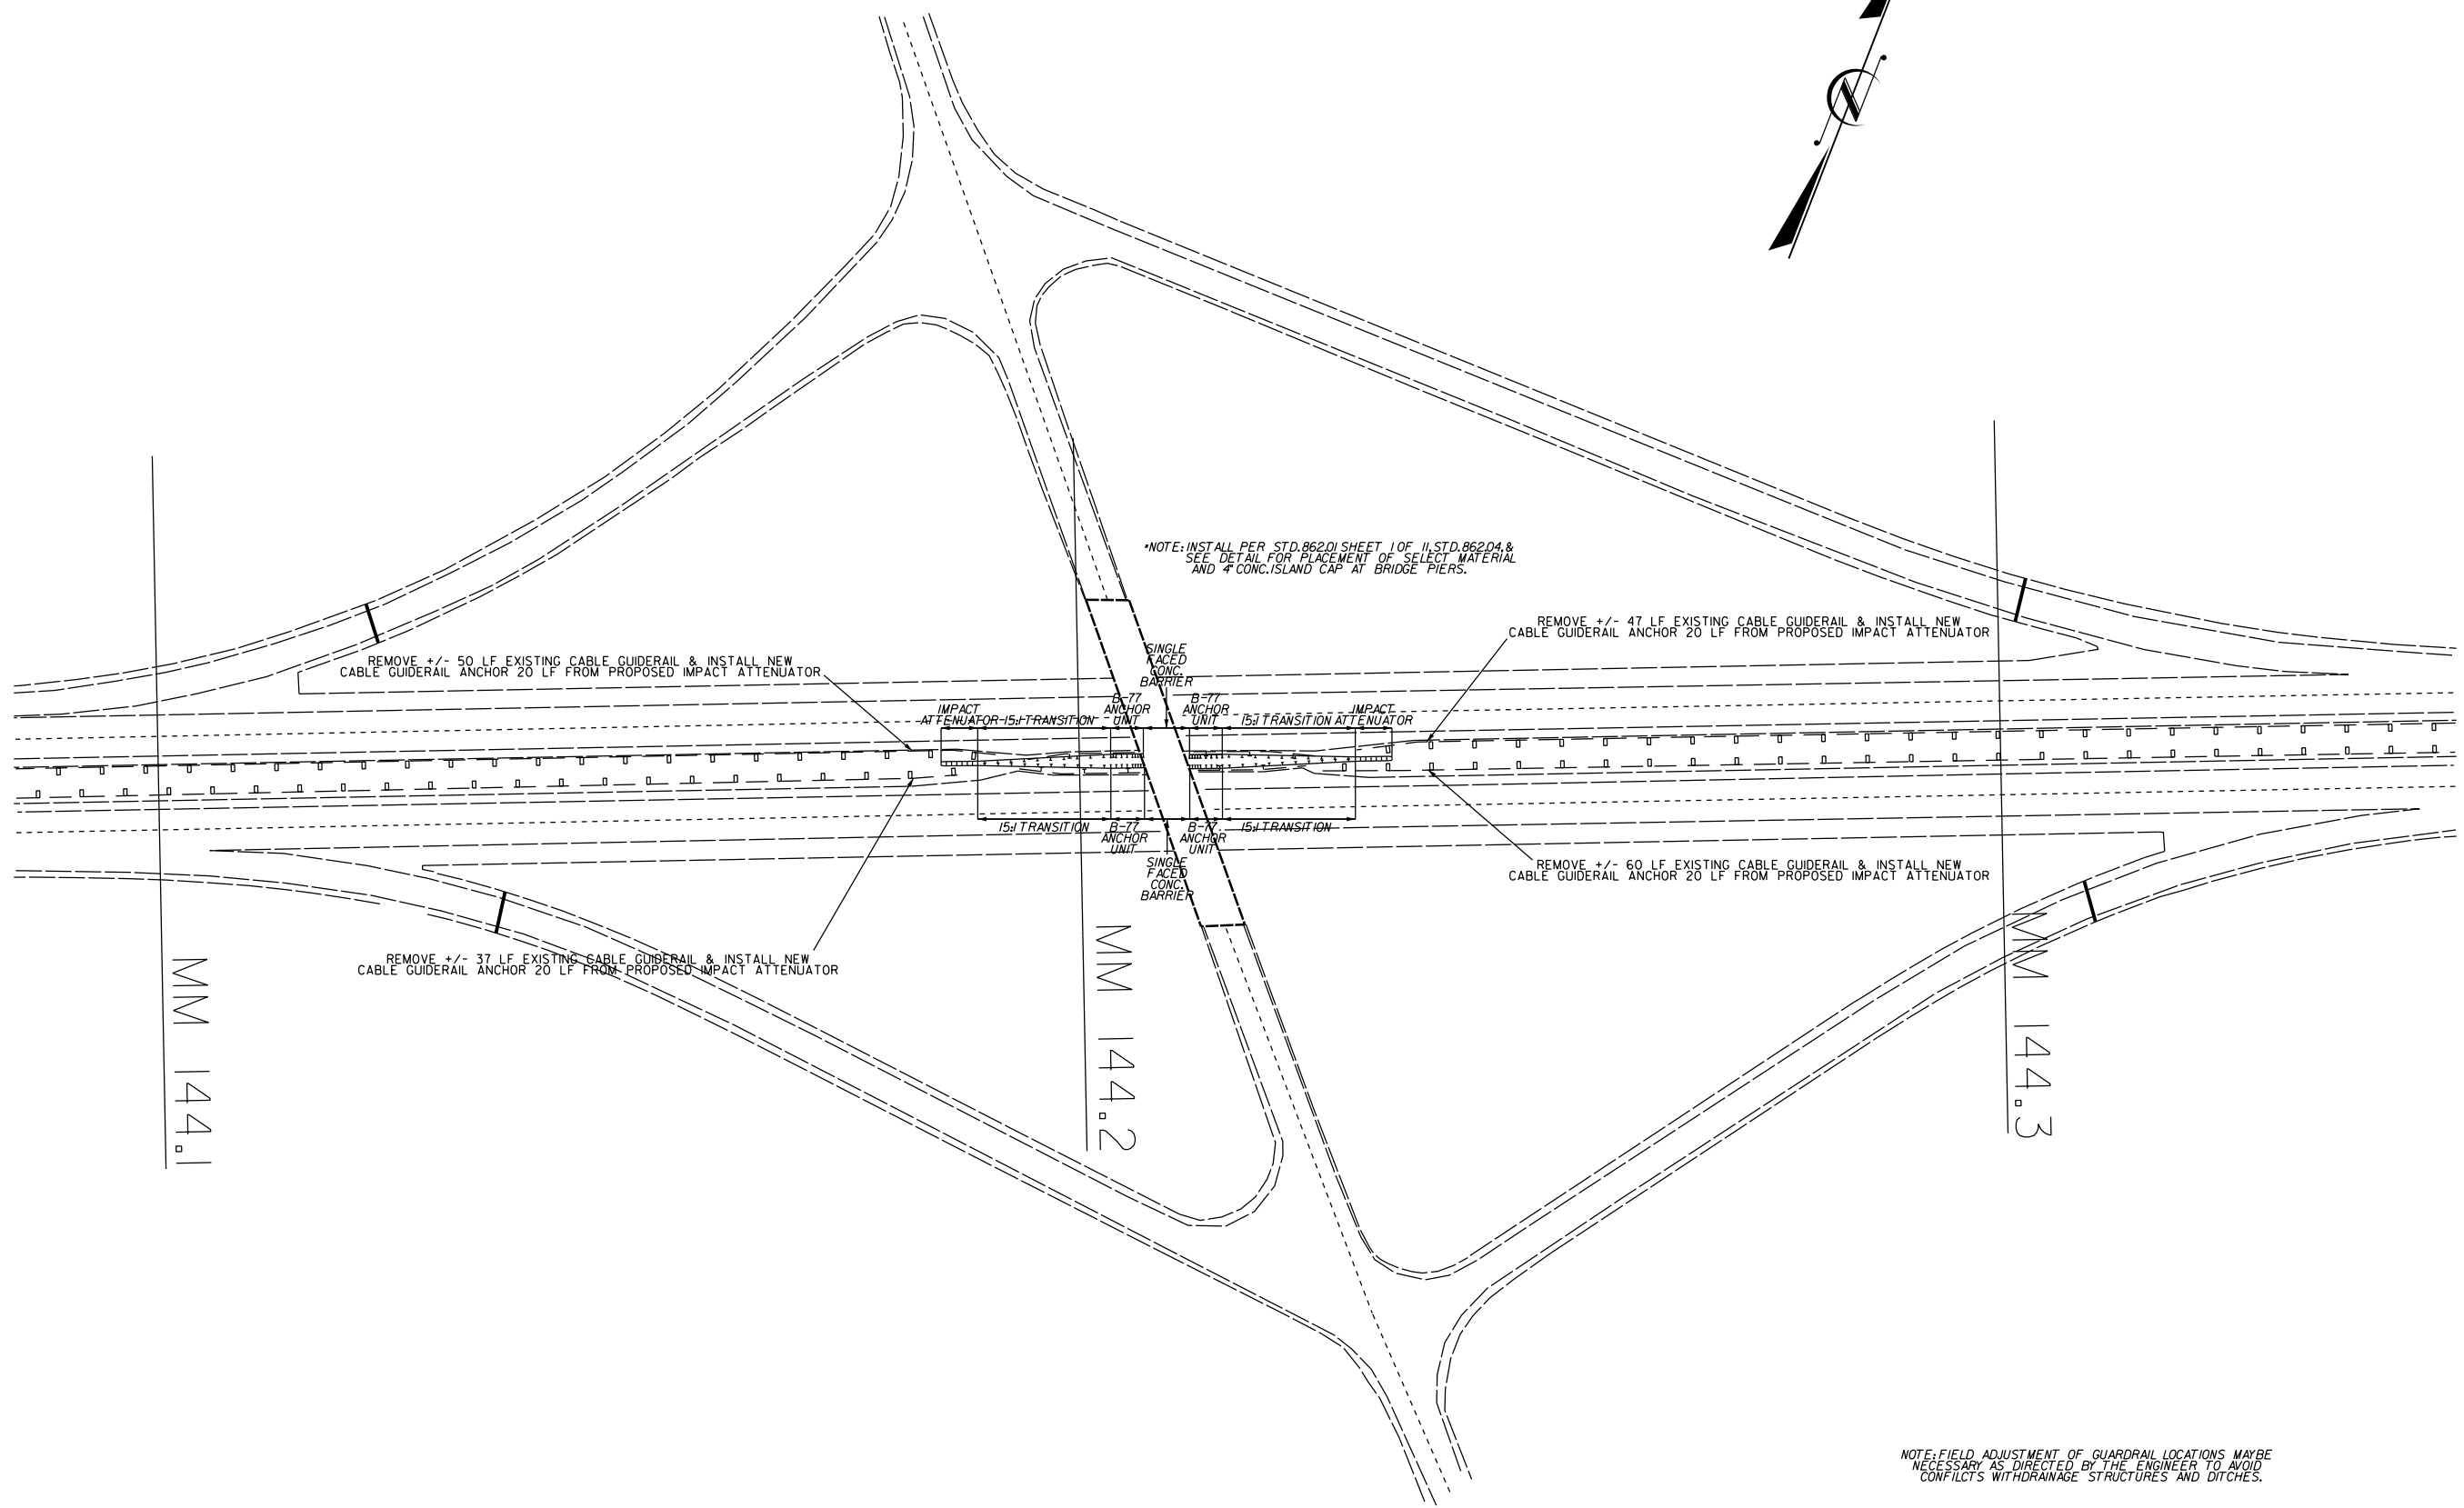 N
*NOTE: INSTALL PER STD. 862.01 SHEET 1 OF 11, STD. 862.04, &
SEE DETAIL FOR PLACEMENT OF SELECT MATERIAL
AND 4" CONC. ISLAND CAP AT BRIDGE PIERS.
REMOVE +/- 47 LF EXISTING CABLE GUIDERAIL & INSTALL NEW
CABLE GUIDERAIL ANCHOR 20 LF FROM PROPOSED IMPACT ATTENUATOR
REMOVE +/- 50 LF EXISTING CABLE GUIDERAIL & INSTALL NEW
CABLE GUIDERAIL ANCHOR 20 LF FROM PROPOSED IMPACT ATTENUATOR
SINGLE
FACED
CONC.
BARRIER
IMPACT
ATTENUATOR
15:1 TRANSITION
B-77
ANCHOR
UNIT
B-77
ANCHOR
UNIT
15:1 TRANSITION
IMPACT
ATTENUATOR
15:1 TRANSITION
B-77
ANCHOR
UNIT
B-77
ANCHOR
UNIT
15:1 TRANSITION
SINGLE
FACED
CONC.
BARRIER
REMOVE +/- 60 LF EXISTING CABLE GUIDERAIL & INSTALL NEW
CABLE GUIDERAIL ANCHOR 20 LF FROM PROPOSED IMPACT ATTENUATOR
REMOVE +/- 37 LF EXISTING CABLE GUIDERAIL & INSTALL NEW
CABLE GUIDERAIL ANCHOR 20 LF FROM PROPOSED IMPACT ATTENUATOR
MM 144.1
MM 144.2
MM 144.3
NOTE: FIELD ADJUSTMENT OF GUARDRAIL LOCATIONS MAYBE
NECESSARY AS DIRECTED BY THE ENGINEER TO AVOID
CONFILCTS WITHDRAINAGE STRUCTURES AND DITCHES.